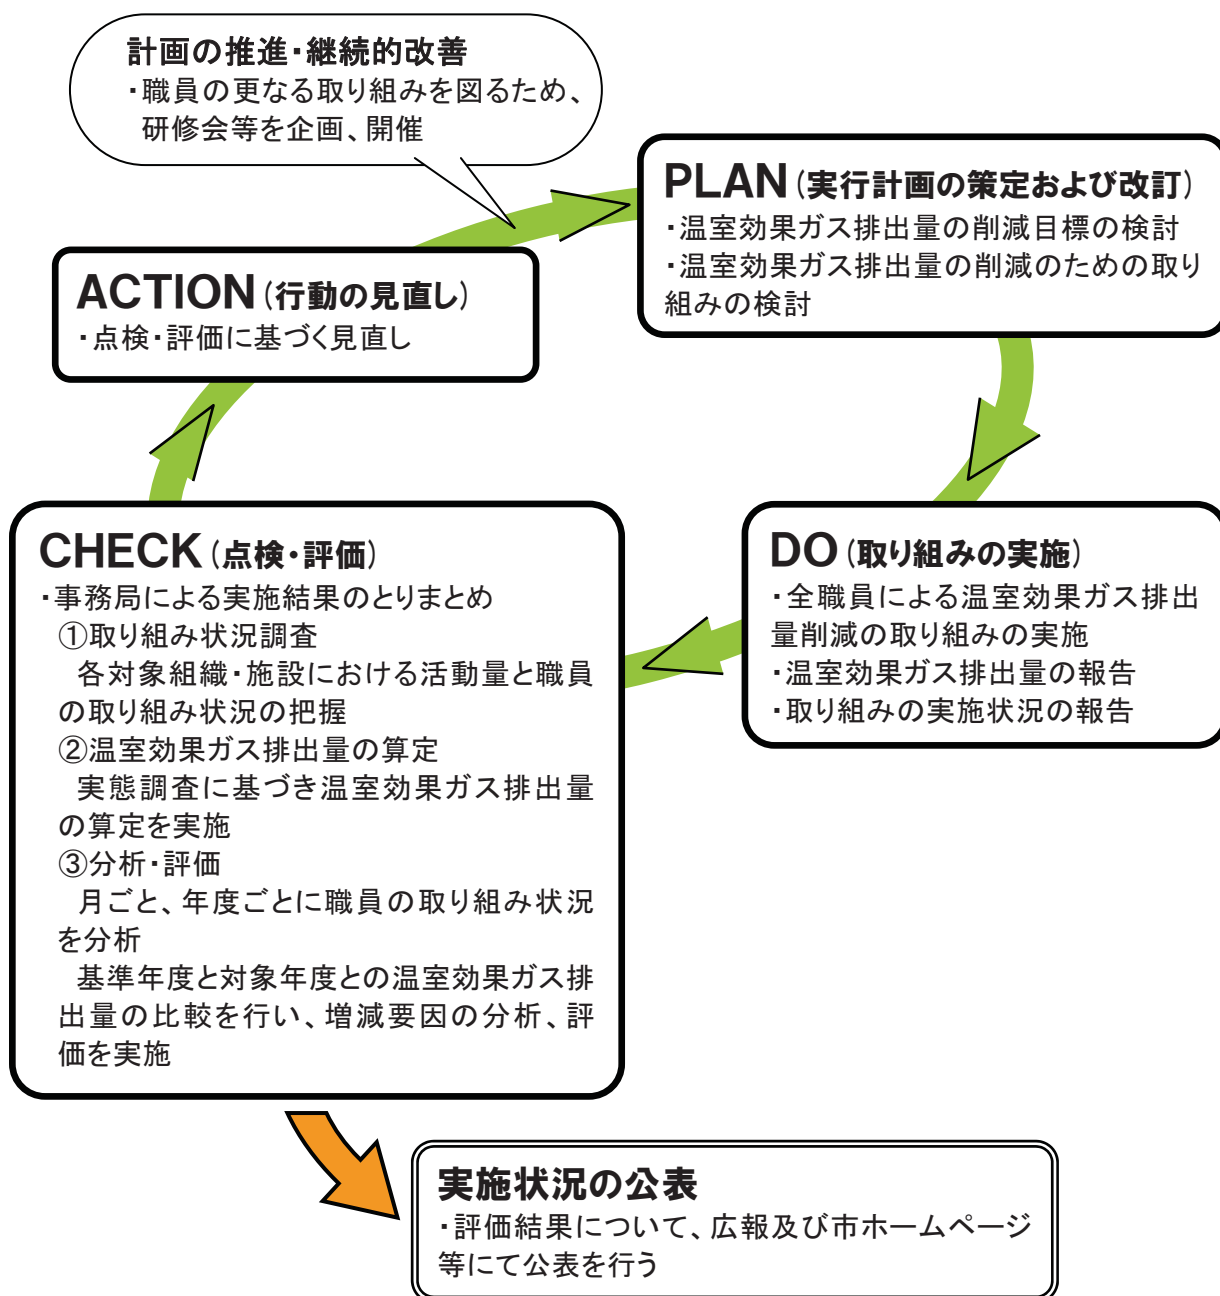 計画の推進・継続的改善
・職員の更なる取り組みを図るため、
研修会等を企画、開催
PLAN（実行計画の策定および改訂）
・温室効果ガス排出量の削減目標の検討
・温室効果ガス排出量の削減のための取り
組みの検討
ACTION（行動の見直し）
・点検・評価に基づく見直し
DO（取り組みの実施）
・全職員による温室効果ガス排出
量削減の取り組みの実施
・温室効果ガス排出量の報告
・取り組みの実施状況の報告
CHECK（点検・評価）
・事務局による実施結果のとりまとめ
①取り組み状況調査
各対象組織・施設における活動量と職員
の取り組み状況の把握
②温室効果ガス排出量の算定
実態調査に基づき温室効果ガス排出量
の算定を実施
③分析・評価
月ごと、年度ごとに職員の取り組み状況
を分析
基準年度と対象年度との温室効果ガス排
出量の比較を行い、増減要因の分析、評
価を実施
実施状況の公表
・評価結果について、広報及び市ホームページ
等にて公表を行う